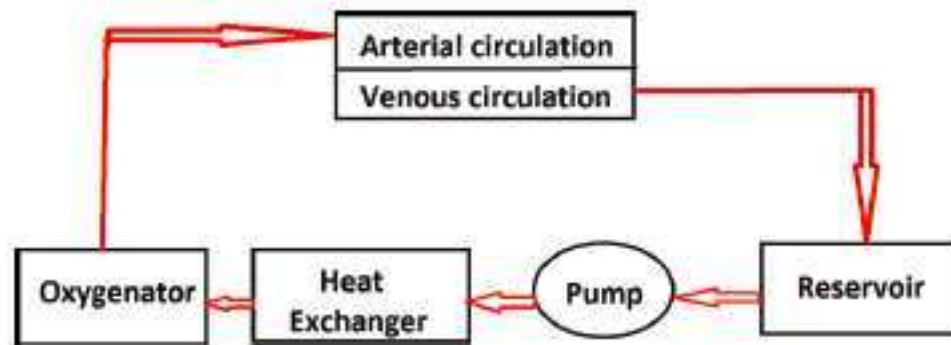 Arterial circulation
Venous circulation
Oxygenator
Heat
Exchanger
Pump
Reservoir